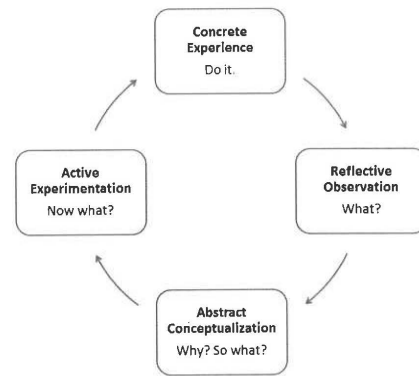 Concrete
Experience
Do it.
Reflective
Observation
What?
Abstract
Conceptualization
Why? So what?
Active
Experimentation
Now what?